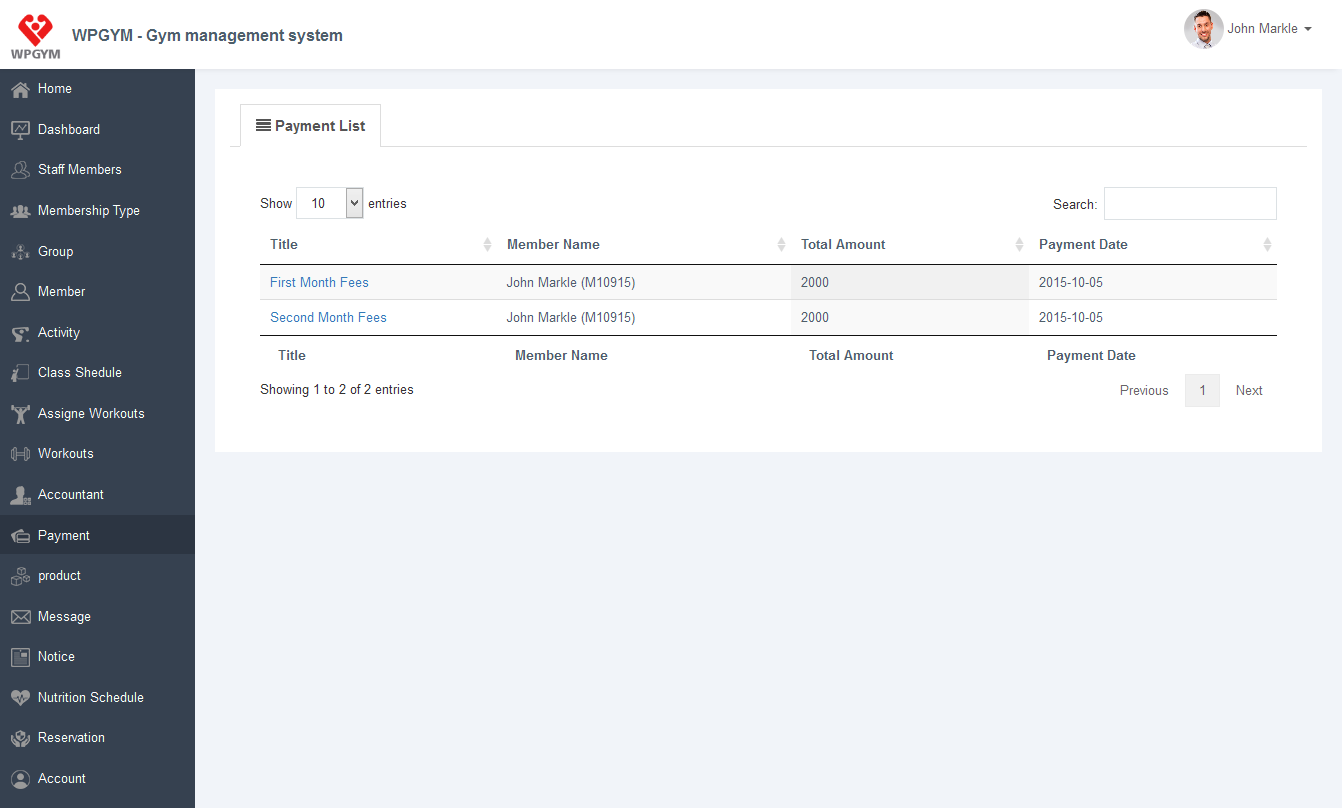 WPGYM
WPGYM - Gym management system
John Markle
Home
Dashboard
Staff Members
Membership Type
Group
Member
Activity
Class Shedule
Assigne Workouts
Workouts
Accountant
Payment
product
Message
Notice
Nutrition Schedule
Reservation
Account
Payment List
Show 10 entries
Search:
Title Member Name Total Amount Payment Date
First Month Fees John Markle (M10915) 2000 2015-10-05
Second Month Fees John Markle (M10915) 2000 2015-10-05
Title Member Name Total Amount Payment Date
Showing 1 to 2 of 2 entries
Previous 1 Next